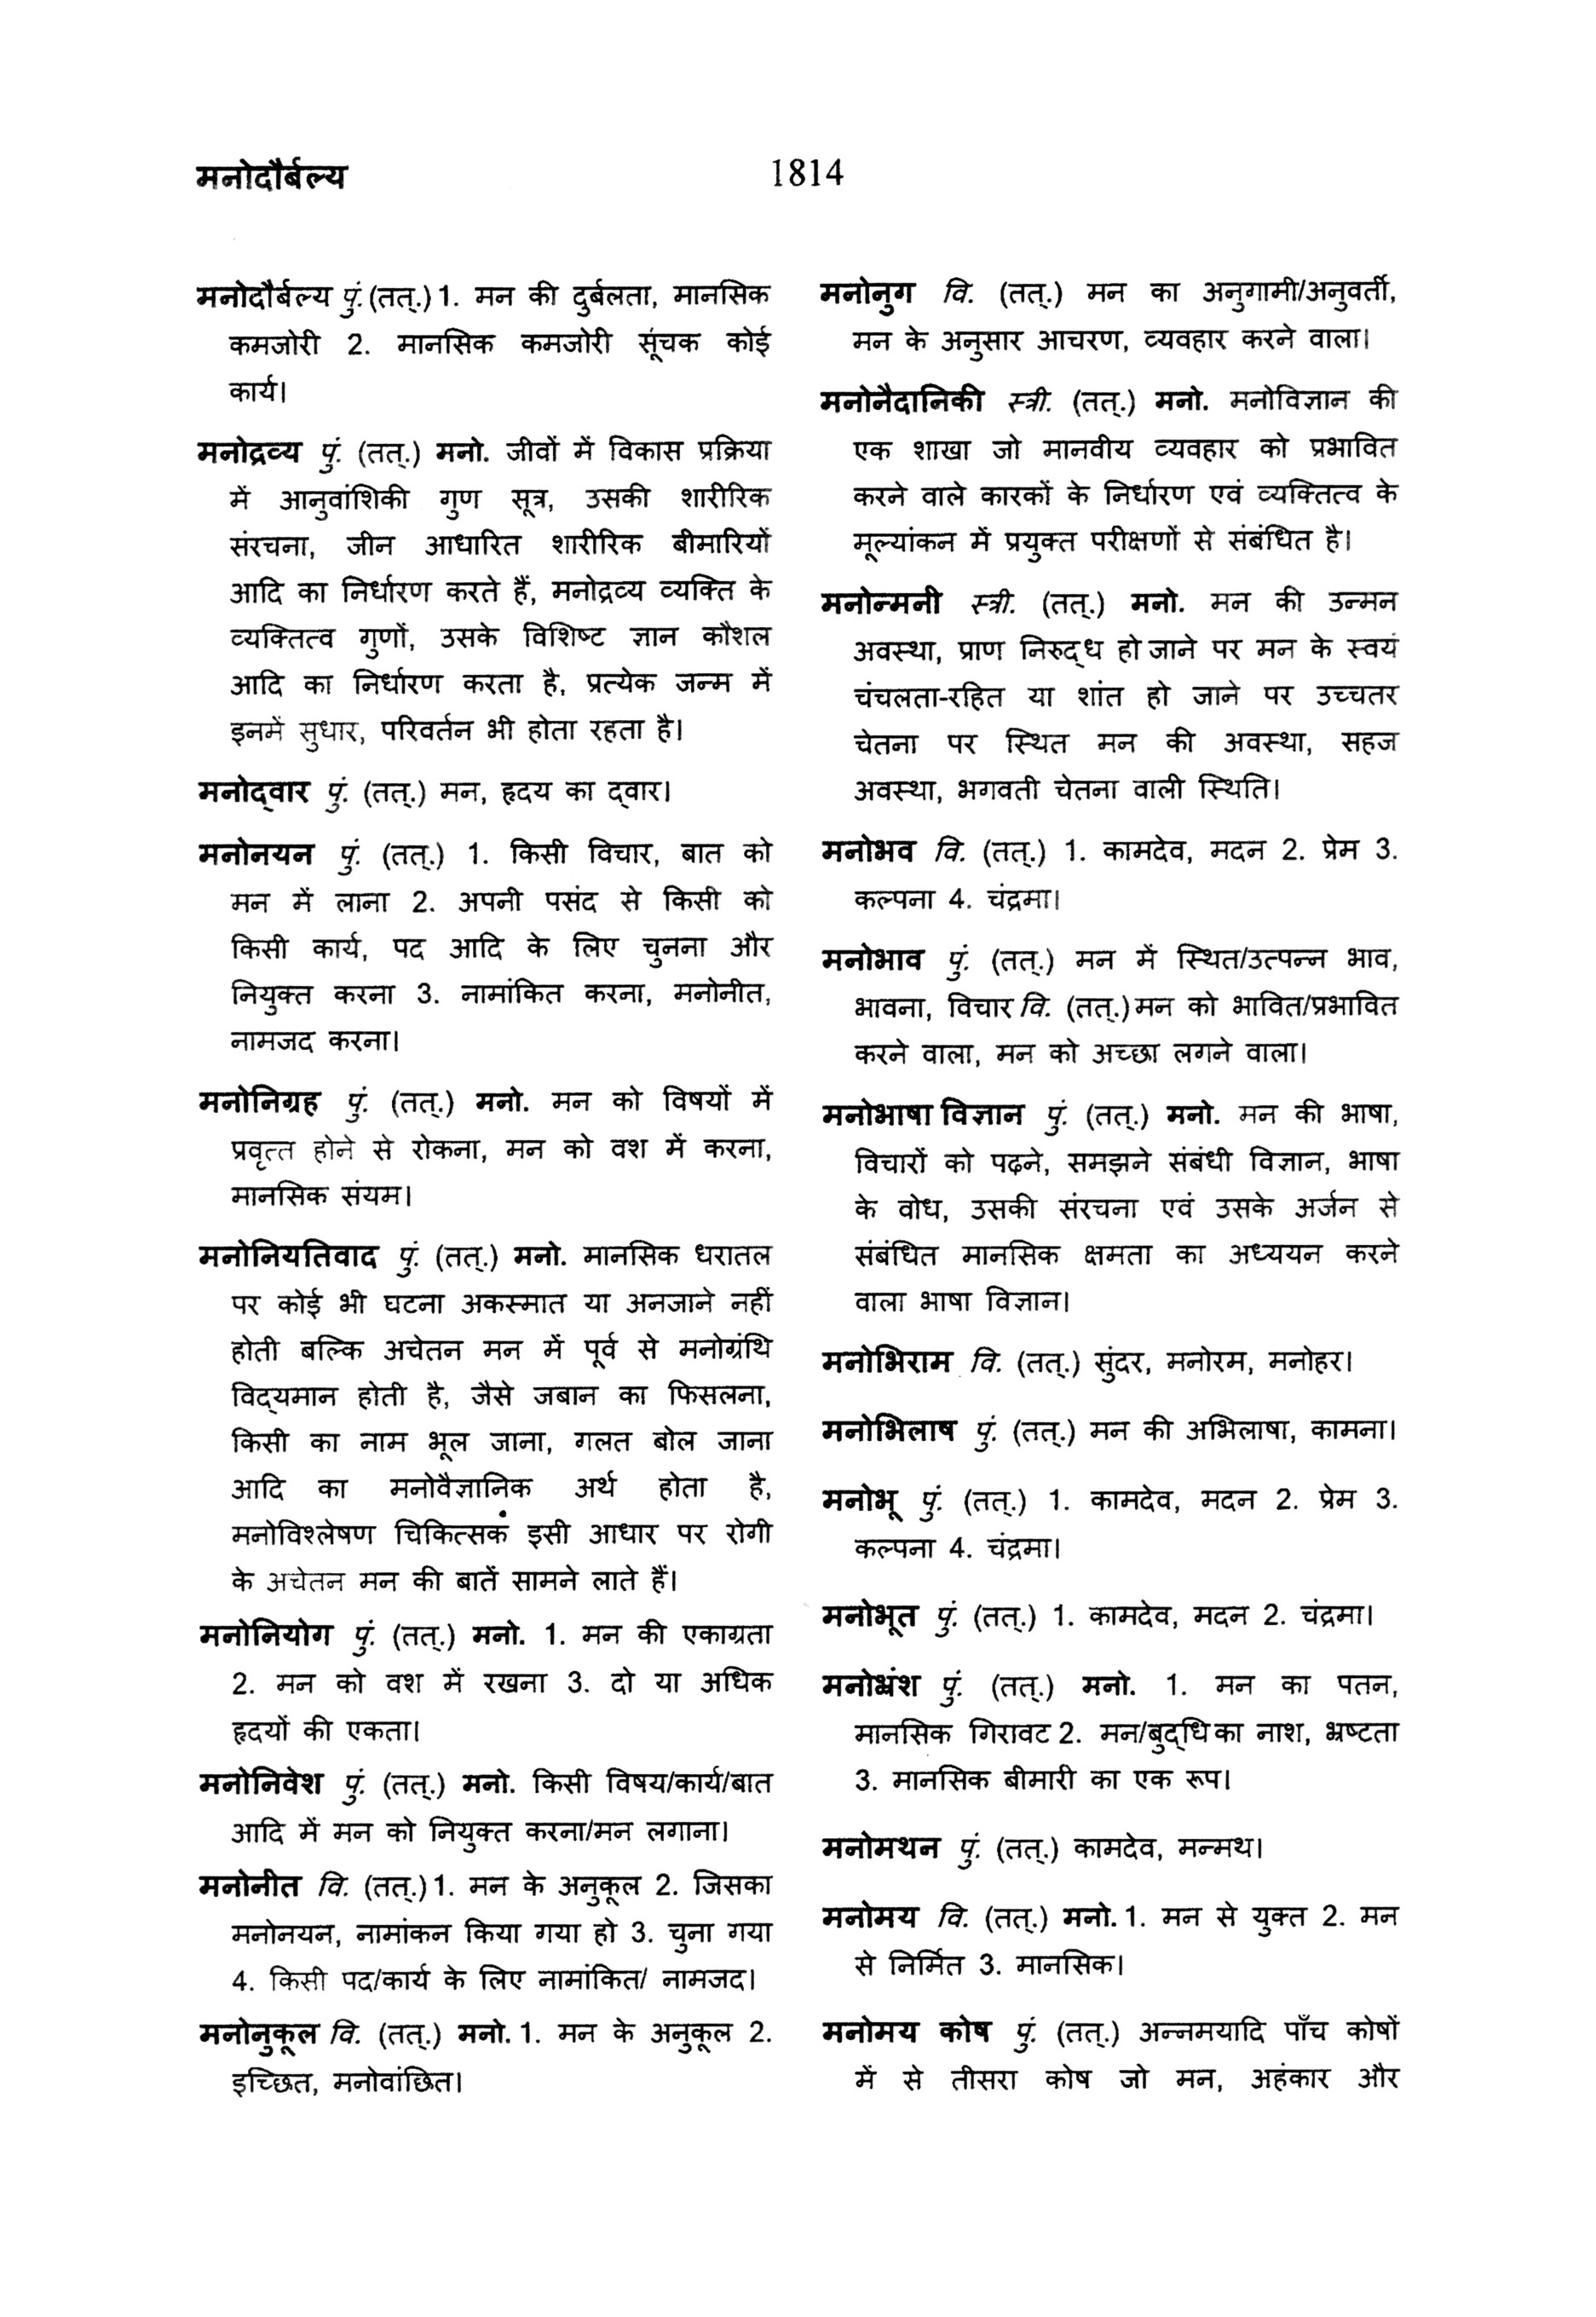 मनोदौर्बल्य
1814
मनोदौर्बल्य पुं.(तत्.)1. मन की दुर्बलता, मानसिक
कमजोरी 2. मानसिक कमजोरी सूंचक कोई
कार्य।
मनोद्रव्य पुं. (तत्.) मनो. जीवों में विकास प्रक्रिया
में आनुवांशिकी गुण सूत्र, उसकी शारीरिक
संरचना, जीन आधारित शारीरिक बीमारियों
आदि का निर्धारण करते हैं, मनोद्रव्य व्यक्ति के
व्यक्तित्व गुणों, उसके विशिष्ट ज्ञान कौशल
आदि का निर्धारण करता है, प्रत्येक जन्म में
इनमें सुधार, परिवर्तन भी होता रहता है।
मनोद्‌वार पुं. (तत्.) मन, हृदय का द्‌वार।
मनोनयन पुं. (तत्.) 1. किसी विचार, बात को
मन में लाना 2. अपनी पसंद से किसी को
किसी कार्य, पद आदि के लिए चुनना और
नियुक्त करना 3. नामांकित करना, मनोनीत,
नामजद करना।
मनोनिग्रह पुं. (तत्.) मनो. मन को विषयों में
प्रवृत्त होने से रोकना, मन को वश में करना,
मानसिक संयम।
मनोनियतिवाद पुं. (तत्.) मनो. मानसिक धरातल
पर कोई भी घटना अकस्मात या अनजाने नहीं
होती बल्कि अचेतन मन में पूर्व से मनोग्रंथि
विद्‌यमान होती है, जैसे जबान का फिसलना,
किसी का नाम भूल जाना, गलत बोल जाना
आदि का मनोवैज्ञानिक अर्थ होता है,
मनोविश्लेषण चिकित्सक इसी आधार पर रोगी
के अचेतन मन की बातें सामने लाते हैं।
मनोनियोग पुं. (तत्.) मनो. 1. मन की एकाग्रता
2. मन को वश में रखना 3. दो या अधिक
हृदयों की एकता।
मनोनिवेश पुं. (तत्.) मनो. किसी विषय/कार्य/बात
आदि में मन को नियुक्त करना/मन लगाना।
मनोनीत वि. (तत्.)1. मन के अनुकूल 2. जिसका
मनोनयन, नामांकन किया गया हो 3. चुना गया
4. किसी पद/कार्य के लिए नामांकित/ नामजद।
मनोनुकूल वि. (तत्.) मनो. 1. मन के अनुकूल 2.
इच्छित, मनोवांछित।
मनोनुग वि. (तत्.) मन का अनुगामी/अनुवर्ती,
मन के अनुसार आचरण, व्यवहार करने वाला।
मनोनैदानिकी स्त्री. (तत्.) मनो. मनोविज्ञान की
एक शाखा जो मानवीय व्यवहार को प्रभावित
करने वाले कारकों के निर्धारण एवं व्यक्तित्व के
मूल्यांकन में प्रयुक्त परीक्षणों से संबंधित है।
मनोन्मनी स्त्री. (तत्.) मनो. मन की उन्मन
अवस्था, प्राण निरुद्‌ध हो जाने पर मन के स्वयं
चंचलता-रहित या शांत हो जाने पर उच्चतर
चेतना पर स्थित मन की अवस्था, सहज
अवस्था, भगवती चेतना वाली स्थिति।
मनोभव वि. (तत्.) 1. कामदेव, मदन 2. प्रेम 3.
कल्पना 4. चंद्रमा।
मनोभाव पुं. (तत्.) मन में स्थित/उत्पन्न भाव,
भावना, विचार वि. (तत्.) मन को भावित/प्रभावित
करने वाला, मन को अच्छा लगने वाला।
मनोभाषा विज्ञान पुं. (तत्.) मनो. मन की भाषा,
विचारों को पढ़ने, समझने संबंधी विज्ञान, भाषा
के वोध, उसकी संरचना एवं उसके अर्जन से
संबंधित मानसिक क्षमता का अध्ययन करने
वाला भाषा विज्ञान।
मनोभिराम वि. (तत्.) सुंदर, मनोरम, मनोहर।
मनोभिलाष पुं. (तत्.) मन की अभिलाषा, कामना।
मनोभू पुं. (तत्.) 1. कामदेव, मदन 2. प्रेम 3.
कल्पना 4. चंद्रमा।
मनोभूत पुं. (तत्.) 1. कामदेव, मदन 2. चंद्रमा।
मनोभ्रंश पुं. (तत्.) मनो. 1. मन का पतन,
मानसिक गिरावट 2. मन/बुद्‌धि का नाश, भ्रष्टता
3. मानसिक बीमारी का एक रूप।
मनोमथन पुं. (तत्.) कामदेव, मन्मथ।
मनोमय वि. (तत्.) मनो. 1. मन से युक्त 2. मन
से निर्मित 3. मानसिक।
मनोमय कोष पुं. (तत्.) अन्नमयादि पाँच कोषों
में से तीसरा कोष जो मन, अहंकार और